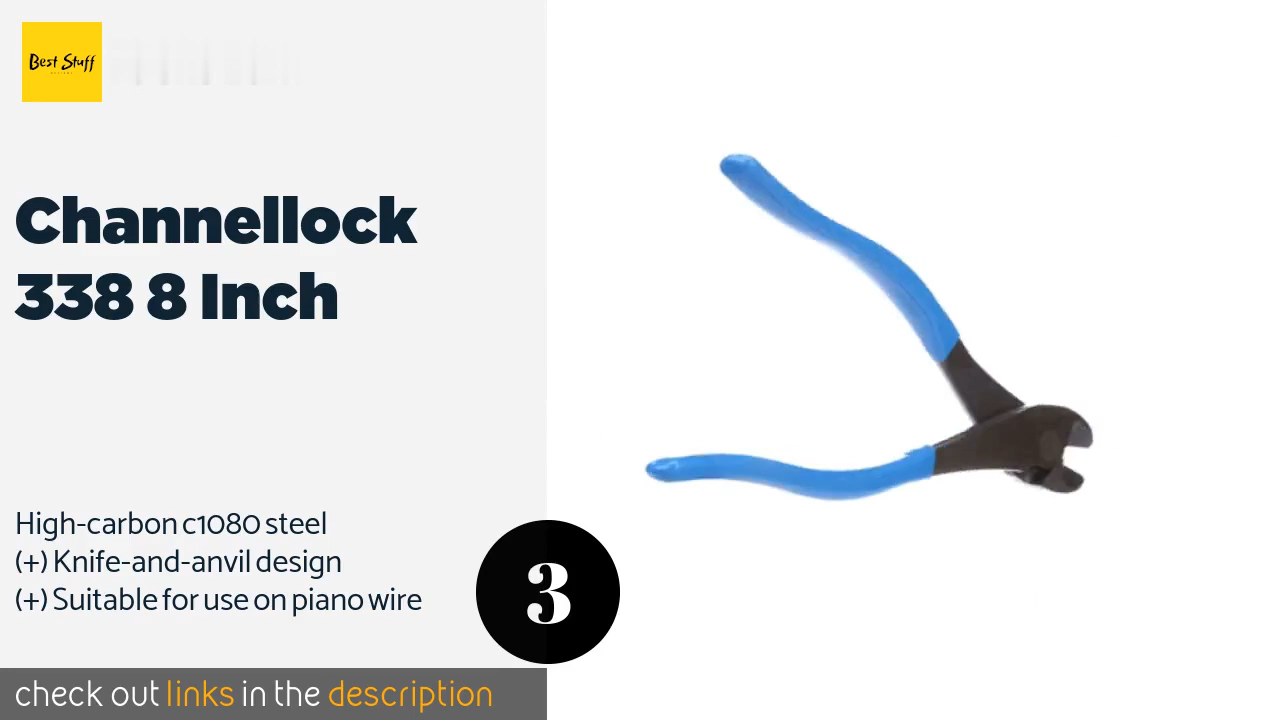 Best Stuff
Channellock
338 8 Inch
High-carbon c1080 steel
(+) Knife-and-anvil design
(+) Suitable for use on piano wire
3
check out links in the description